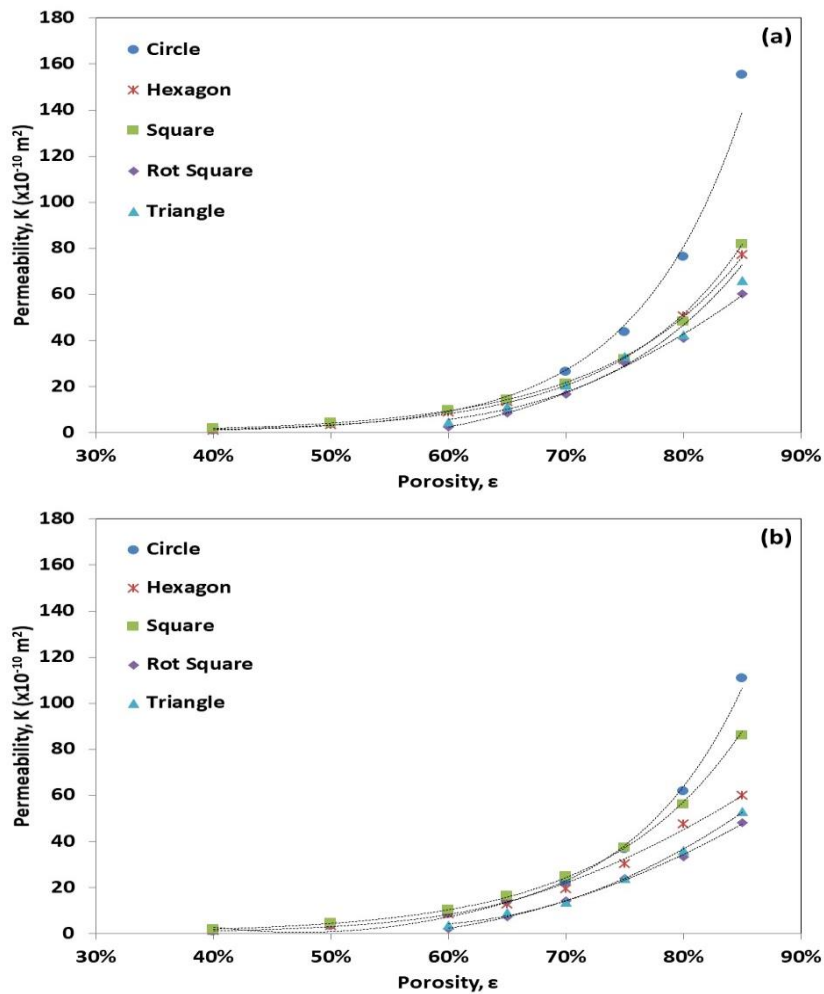 (a)
180
160
140
120
100
80
60
40
20
0
Permeability, K (x10⁻¹⁰ m²)
Circle
Hexagon
Square
Rot Square
Triangle
30% 40% 50% 60% 70% 80% 90%
Porosity, ε
(b)
180
160
140
120
100
80
60
40
20
0
Permeability, K (x10⁻¹⁰ m²)
Circle
Hexagon
Square
Rot Square
Triangle
30% 40% 50% 60% 70% 80% 90%
Porosity, ε